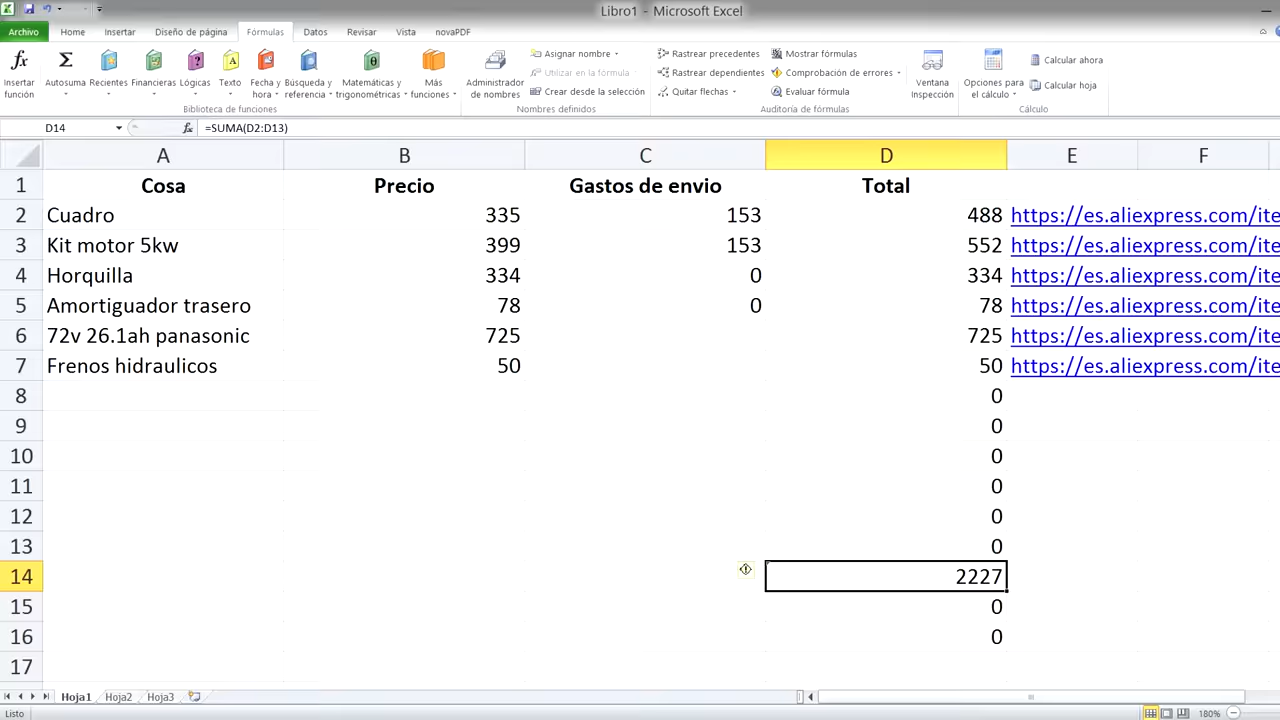 Libro1 - Microsoft Excel
Archivo Inicio Insertar Diseño de página Fórmulas Datos Revisar Vista novaPDF
fx Σ Asignar nombre Rastrear precedentes Mostrar fórmulas Calcular ahora
Insertar función Autosuma Recientes Financieras Lógicas Texto Fecha y hora Búsqueda y referencia Matemáticas y trigonométricas Más funciones Administrador de nombres Utilizar en la fórmula Rastrear dependientes Comprobación de errores Ventana Inspección Opciones para el cálculo Calcular hoja
Crear desde la selección Quitar flechas Evaluar fórmula
Biblioteca de funciones Nombres definidos Auditoría de fórmulas Cálculo
D14 fx =SUMA(D2:D13)
A B C D E F
1 Cosa Precio Gastos de envio Total
2 Cuadro 335 153 488 https://es.aliexpress.com/ite
3 Kit motor 5kw 399 153 552 https://es.aliexpress.com/ite
4 Horquilla 334 0 334 https://es.aliexpress.com/ite
5 Amortiguador trasero 78 0 78 https://es.aliexpress.com/ite
6 72v 26.1ah panasonic 725 725 https://es.aliexpress.com/ite
7 Frenos hidraulicos 50 50 https://es.aliexpress.com/ite
8 0
9 0
10 0
11 0
12 0
13 0
14 2227
15 0
16 0
17
Hoja1 Hoja2 Hoja3
Listo 180%